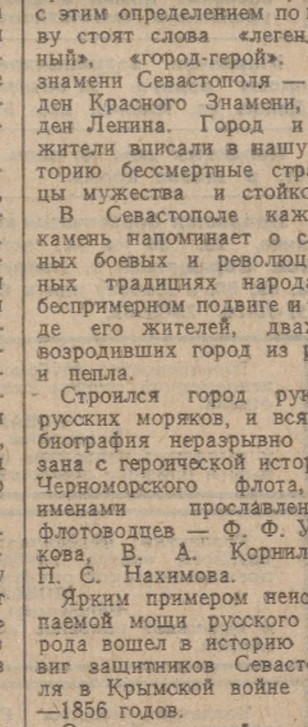 с этим определением по
ву стоят слова «леген
ный», «город-герой».
знамени Севастополя —
ден Красного Знамени,
ден Ленина. Город и
жители вписали в нашу
торию бессмертные стр
цы мужества и стойко
В Севастополе каж
камень напоминает о с
ных боевых и револющ
ных традициях народа
беспримерном подвиге и
де его жителей, два
возродивших город из р
и пепла.
Строился город рук
русских моряков, и вся
биография неразрывно
зана с героической истор
Черноморского флота,
именами прославлен
флотоводцев — Ф. Ф. У
кова, В. А. Корнил
П. С. Нахимова.
Ярким примером неис
паемой мощи русского
рода вошел в историю
виг защитников Севаст
ля в Крымской войне
—1856 годов.